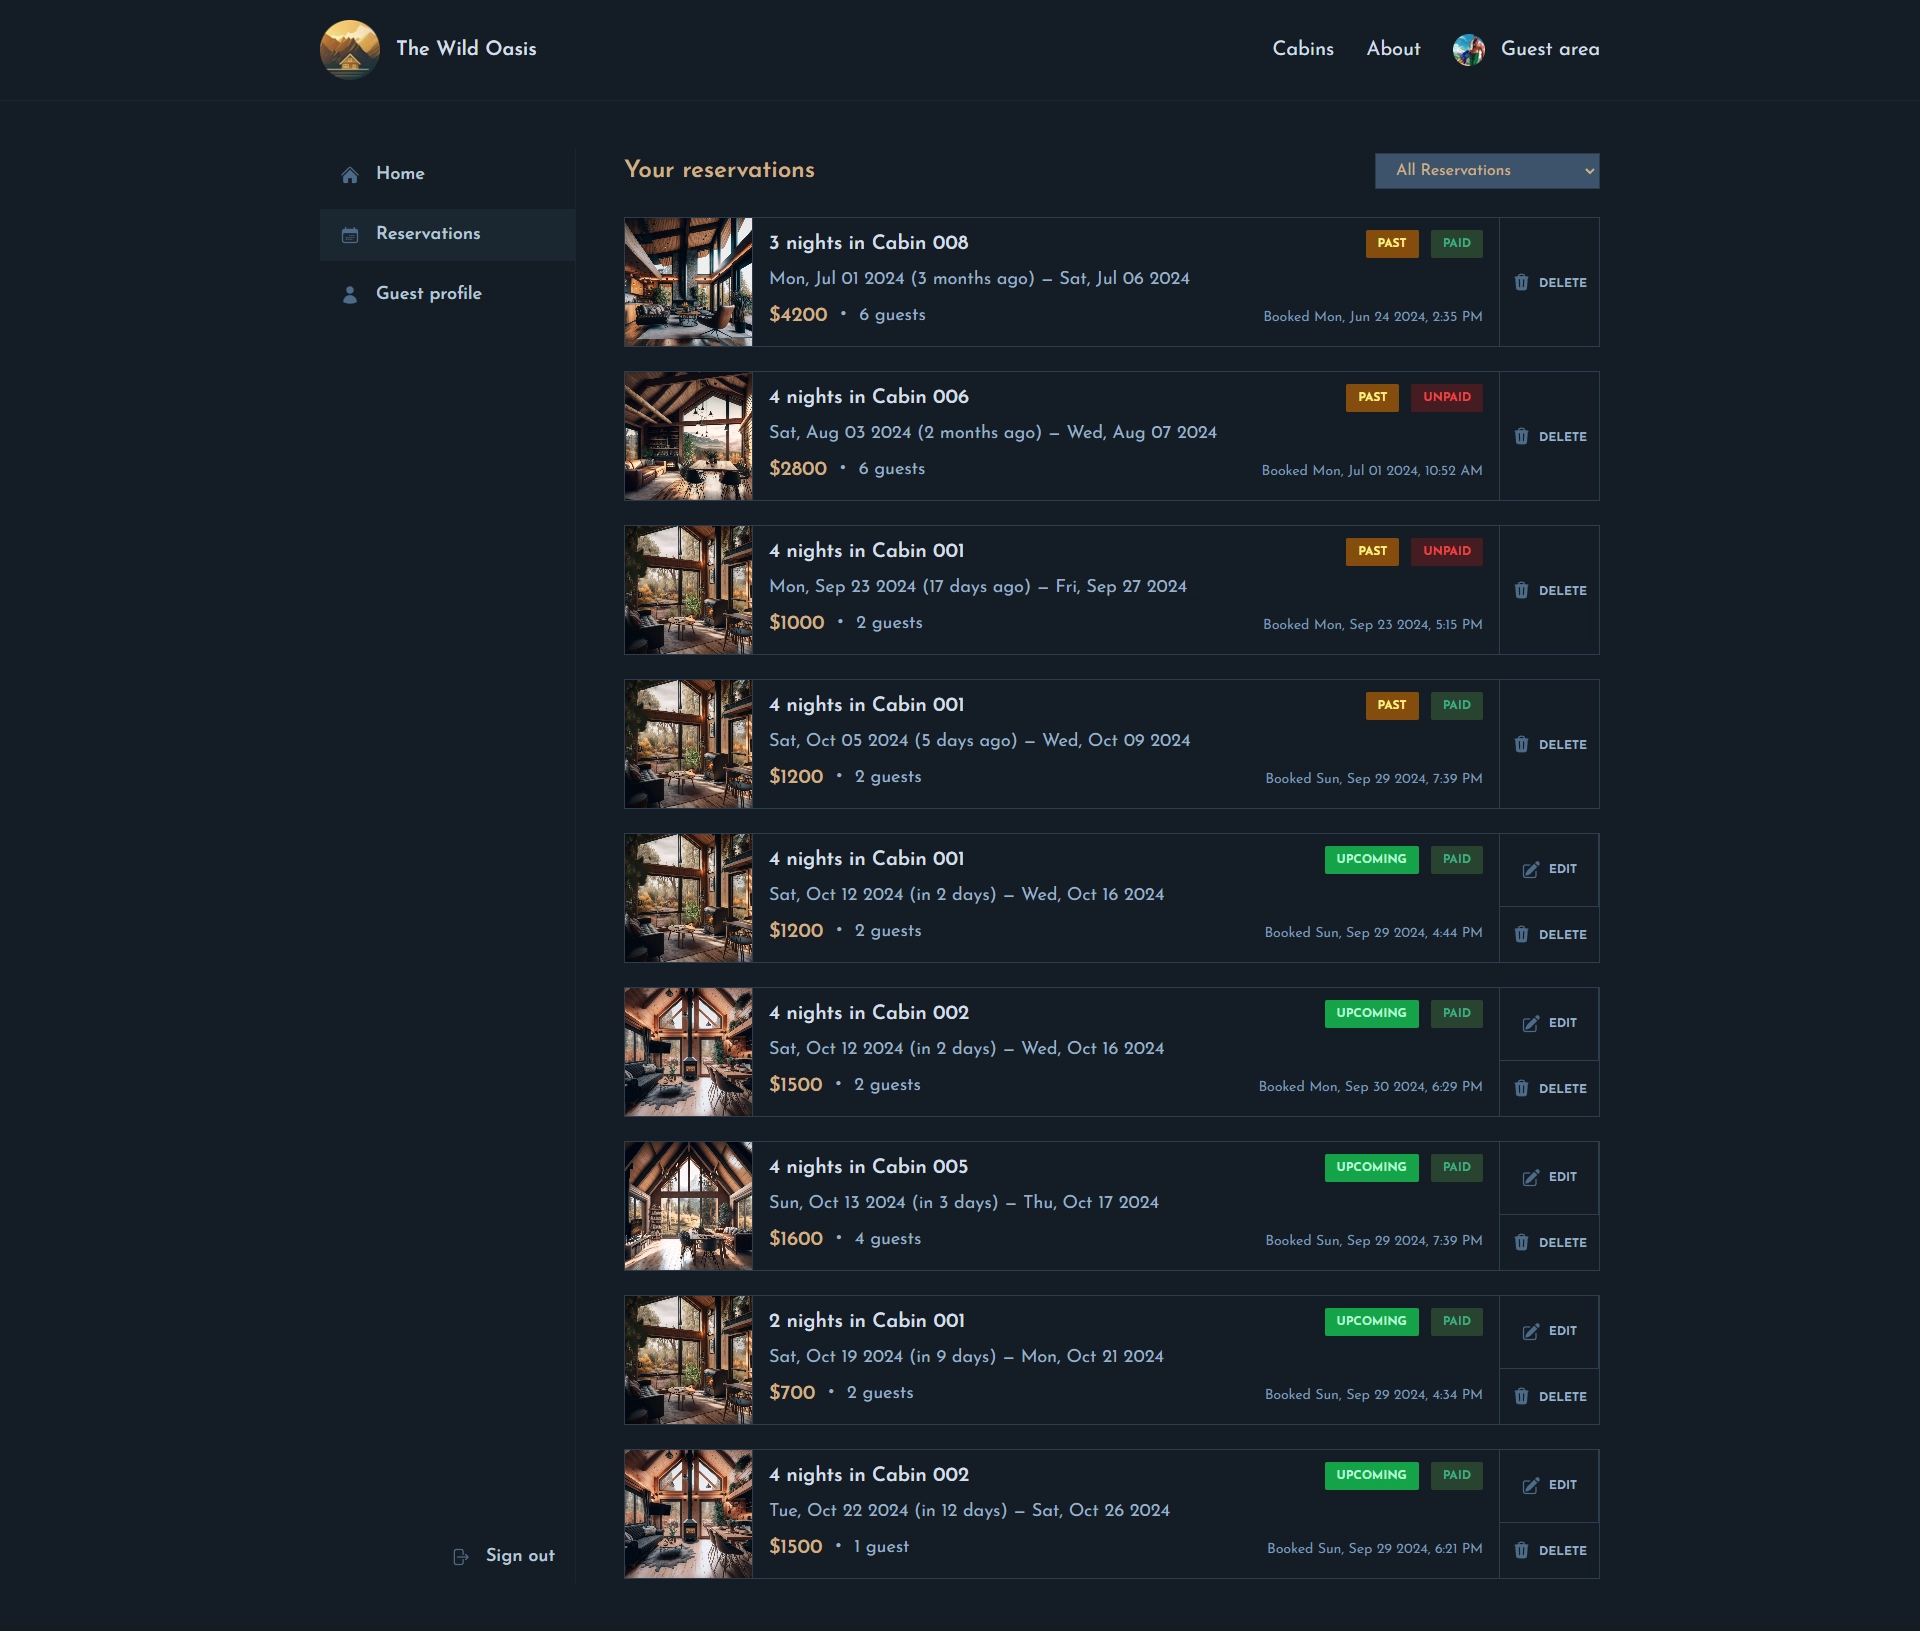 The Wild Oasis
Cabins About Guest area
Home
Reservations
Guest profile
Sign out
Your reservations
All Reservations
3 nights in Cabin 008
PAST PAID
Mon, Jul 01 2024 (3 months ago) — Sat, Jul 06 2024
$4200 • 6 guests
Booked Mon, Jun 24 2024, 2:35 PM
DELETE
4 nights in Cabin 006
PAST UNPAID
Sat, Aug 03 2024 (2 months ago) — Wed, Aug 07 2024
$2800 • 6 guests
Booked Mon, Jul 01 2024, 10:52 AM
DELETE
4 nights in Cabin 001
PAST UNPAID
Mon, Sep 23 2024 (17 days ago) — Fri, Sep 27 2024
$1000 • 2 guests
Booked Mon, Sep 23 2024, 5:15 PM
DELETE
4 nights in Cabin 001
PAST PAID
Sat, Oct 05 2024 (5 days ago) — Wed, Oct 09 2024
$1200 • 2 guests
Booked Sun, Sep 29 2024, 7:39 PM
DELETE
4 nights in Cabin 001
UPCOMING PAID
Sat, Oct 12 2024 (in 2 days) — Wed, Oct 16 2024
$1200 • 2 guests
Booked Sun, Sep 29 2024, 4:44 PM
EDIT
DELETE
4 nights in Cabin 002
UPCOMING PAID
Sat, Oct 12 2024 (in 2 days) — Wed, Oct 16 2024
$1500 • 2 guests
Booked Mon, Sep 30 2024, 6:29 PM
EDIT
DELETE
4 nights in Cabin 005
UPCOMING PAID
Sun, Oct 13 2024 (in 3 days) — Thu, Oct 17 2024
$1600 • 4 guests
Booked Sun, Sep 29 2024, 7:39 PM
EDIT
DELETE
2 nights in Cabin 001
UPCOMING PAID
Sat, Oct 19 2024 (in 9 days) — Mon, Oct 21 2024
$700 • 2 guests
Booked Sun, Sep 29 2024, 4:34 PM
EDIT
DELETE
4 nights in Cabin 002
UPCOMING PAID
Tue, Oct 22 2024 (in 12 days) — Sat, Oct 26 2024
$1500 • 1 guest
Booked Sun, Sep 29 2024, 6:21 PM
EDIT
DELETE